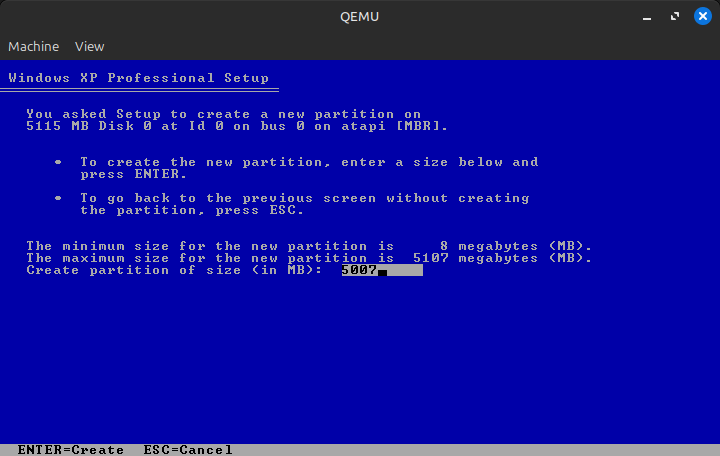 QEMU
Machine View
Windows XP Professional Setup
You asked Setup to create a new partition on
5115 MB Disk 0 at Id 0 on bus 0 on atapi [MBR].
• To create the new partition, enter a size below and
press ENTER.
• To go back to the previous screen without creating
the partition, press ESC.
The minimum size for the new partition is 8 megabytes (MB).
The maximum size for the new partition is 5107 megabytes (MB).
Create partition of size (in MB): 5007
ENTER=Create ESC=Cancel